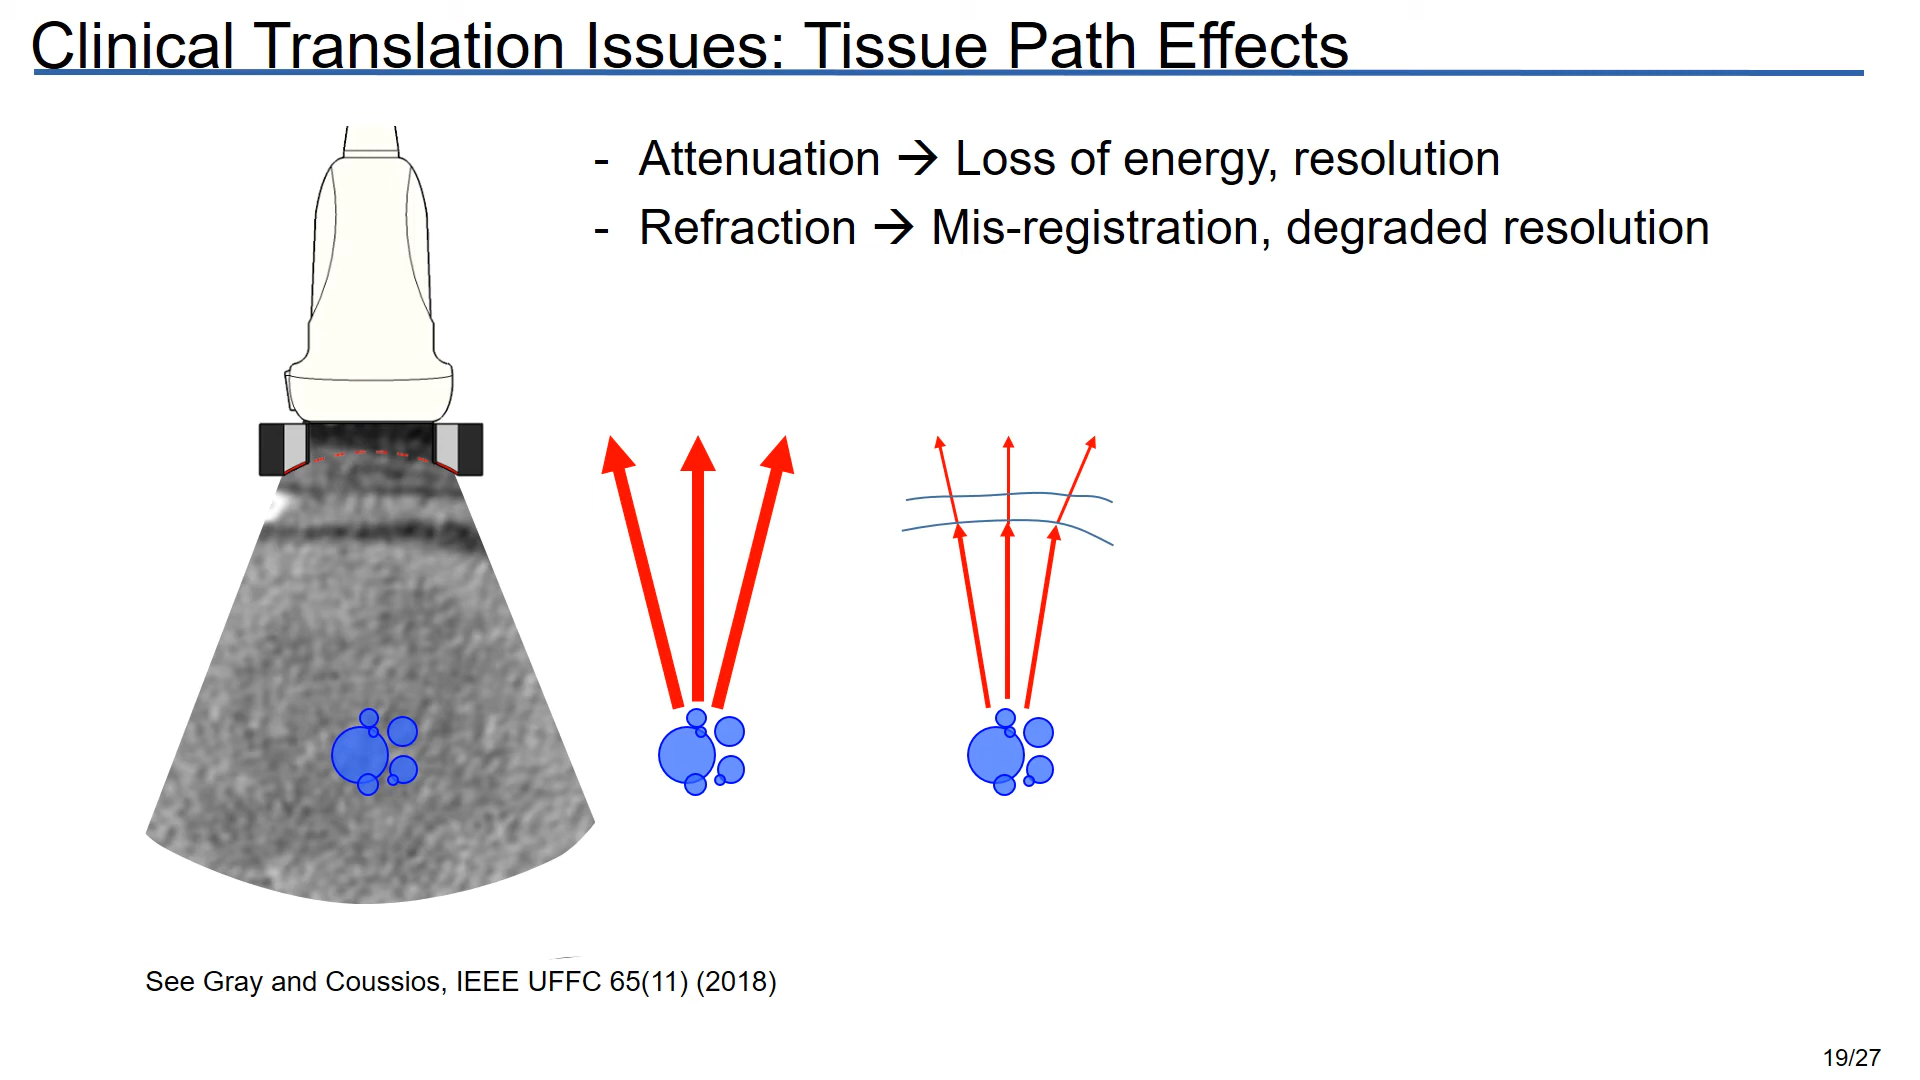 Clinical Translation Issues: Tissue Path Effects
- Attenuation → Loss of energy, resolution
- Refraction → Mis-registration, degraded resolution
See Gray and Coussios, IEEE UFFC 65(11) (2018)
19/27